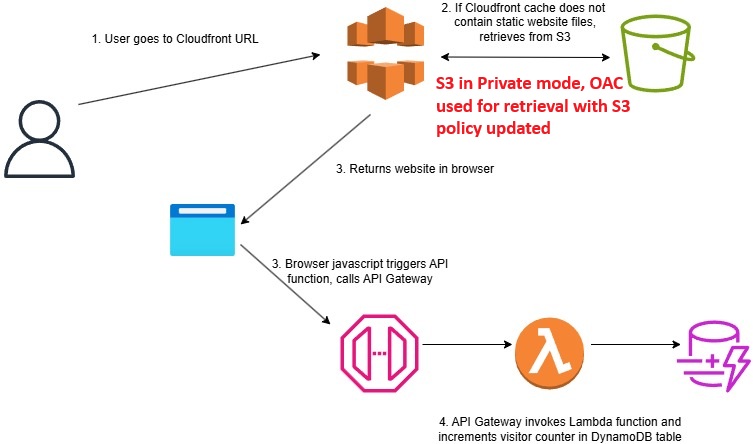 1. User goes to Cloudfront URL
2. If Cloudfront cache does not
contain static website files,
retrieves from S3
S3 in Private mode, OAC
used for retrieval with S3
policy updated
3. Returns website in browser
3. Browser javascript triggers API
function, calls API Gateway
4. API Gateway invokes Lambda function and
increments visitor counter in DynamoDB table